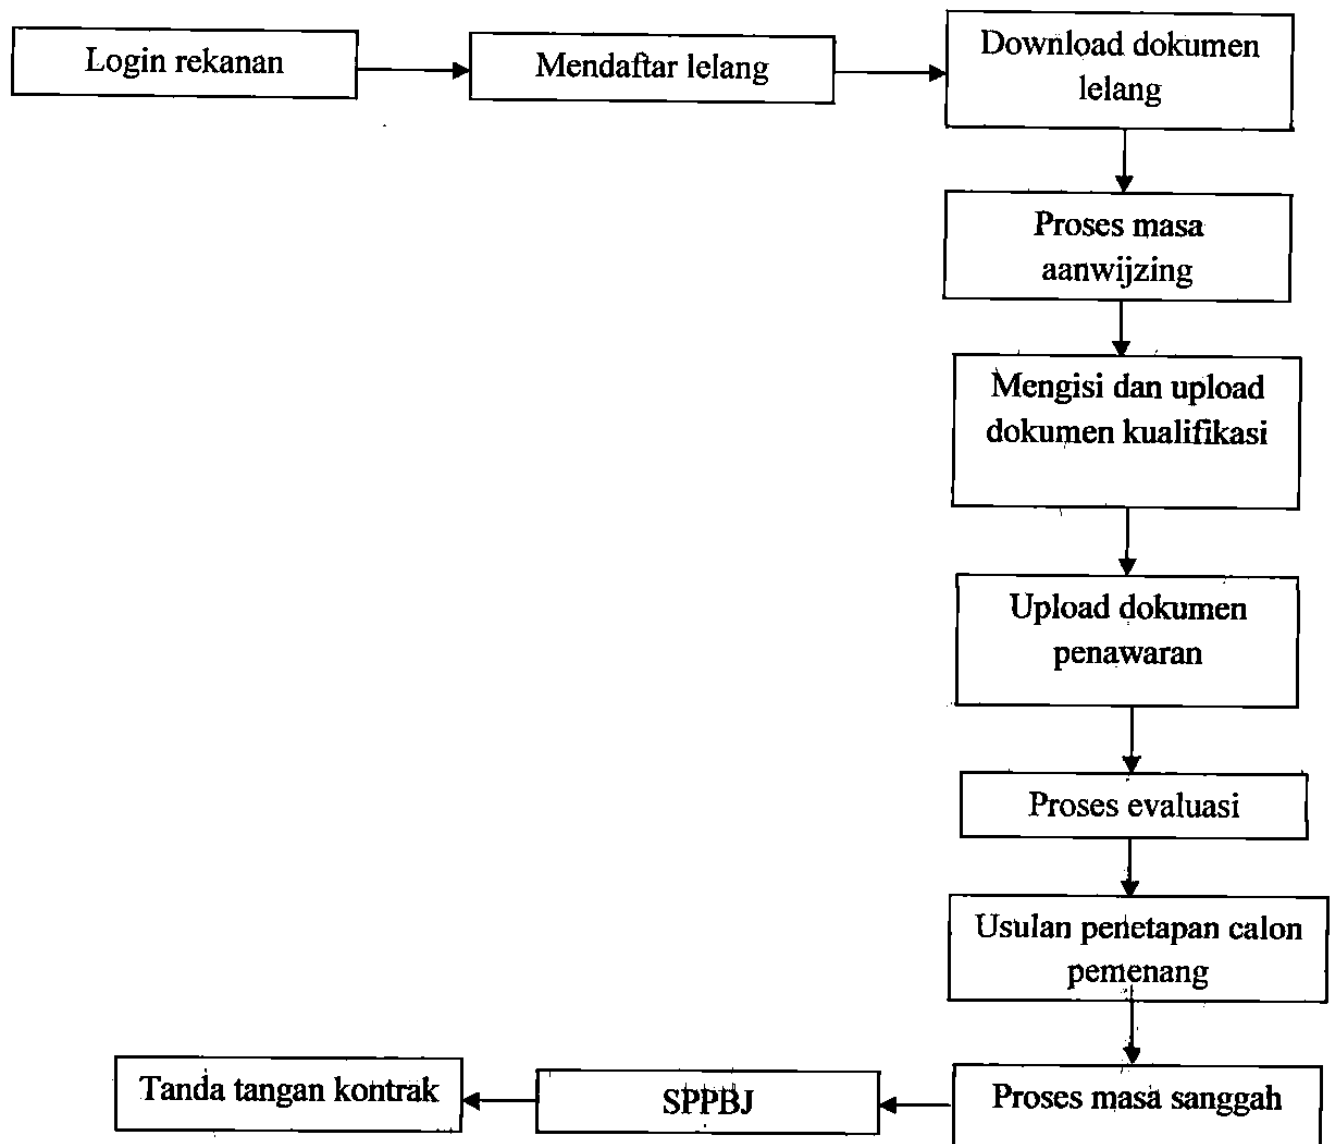 Login rekanan
Mendaftar lelang
Download dokumen
lelang
Proses masa
aanwijzing
Mengisi dan upload
dokumen kualifikasi
Upload dokumen
penawaran
Proses evaluasi
Usulan penetapan calon
pemenang
Proses masa sanggah
SPPBJ
Tanda tangan kontrak